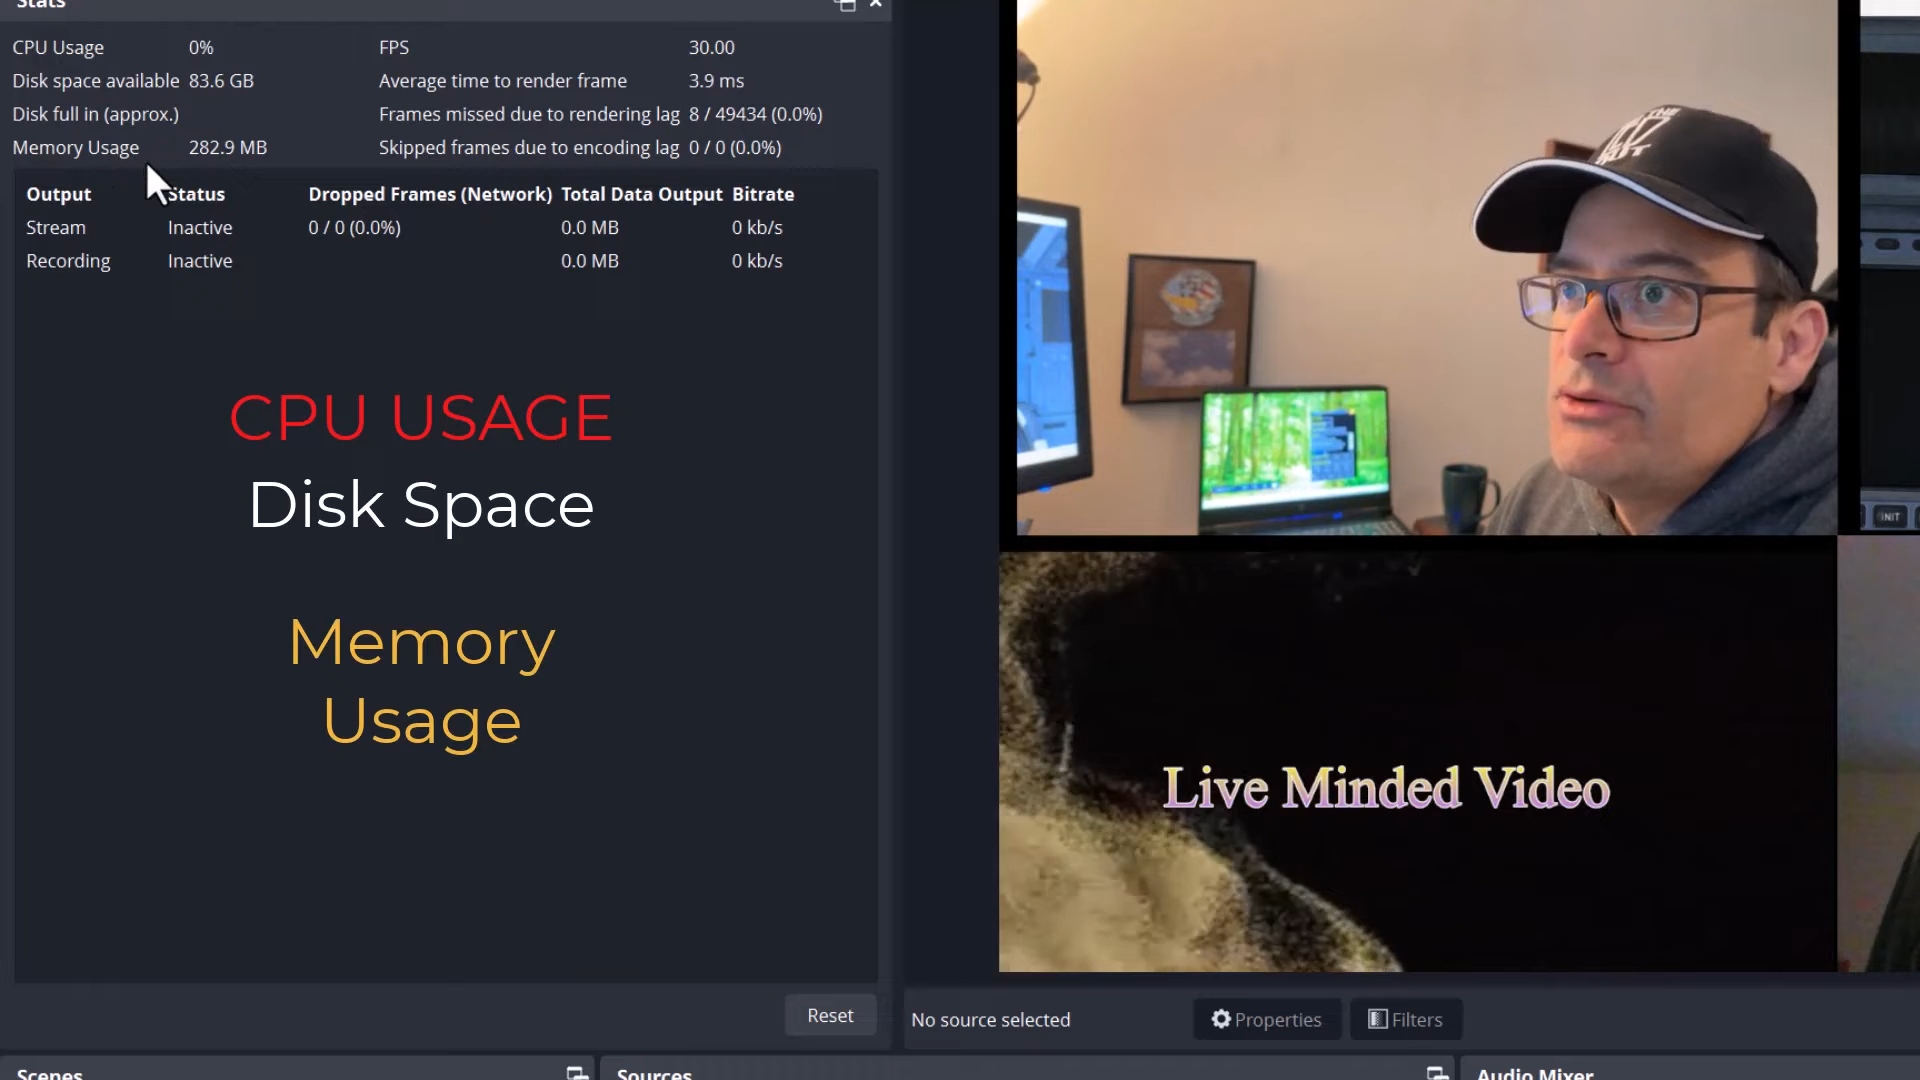 Stats
CPU Usage 0% FPS 30.00
Disk space available 83.6 GB Average time to render frame 3.9 ms
Disk full in (approx.) Frames missed due to rendering lag 8 / 49434 (0.0%)
Memory Usage 282.9 MB Skipped frames due to encoding lag 0 / 0 (0.0%)
Output Status Dropped Frames (Network) Total Data Output Bitrate
Stream Inactive 0 / 0 (0.0%) 0.0 MB 0 kb/s
Recording Inactive 0.0 MB 0 kb/s
CPU USAGE
Disk Space
Memory
Usage
THE
INIT
Live Minded Video
Reset
No source selected Properties Filters
Scenes Sources Audio Mixer